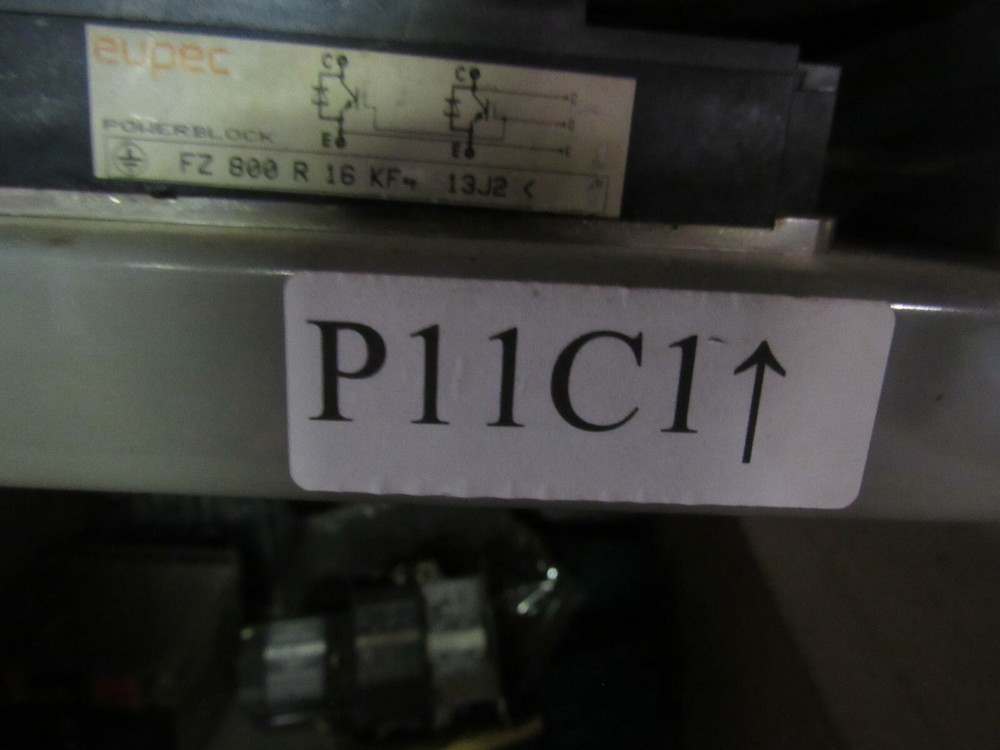 eupec
C C
POWERBLOCK
E E
FZ 800 R 16 KF4 13J2 <
P11C1↑